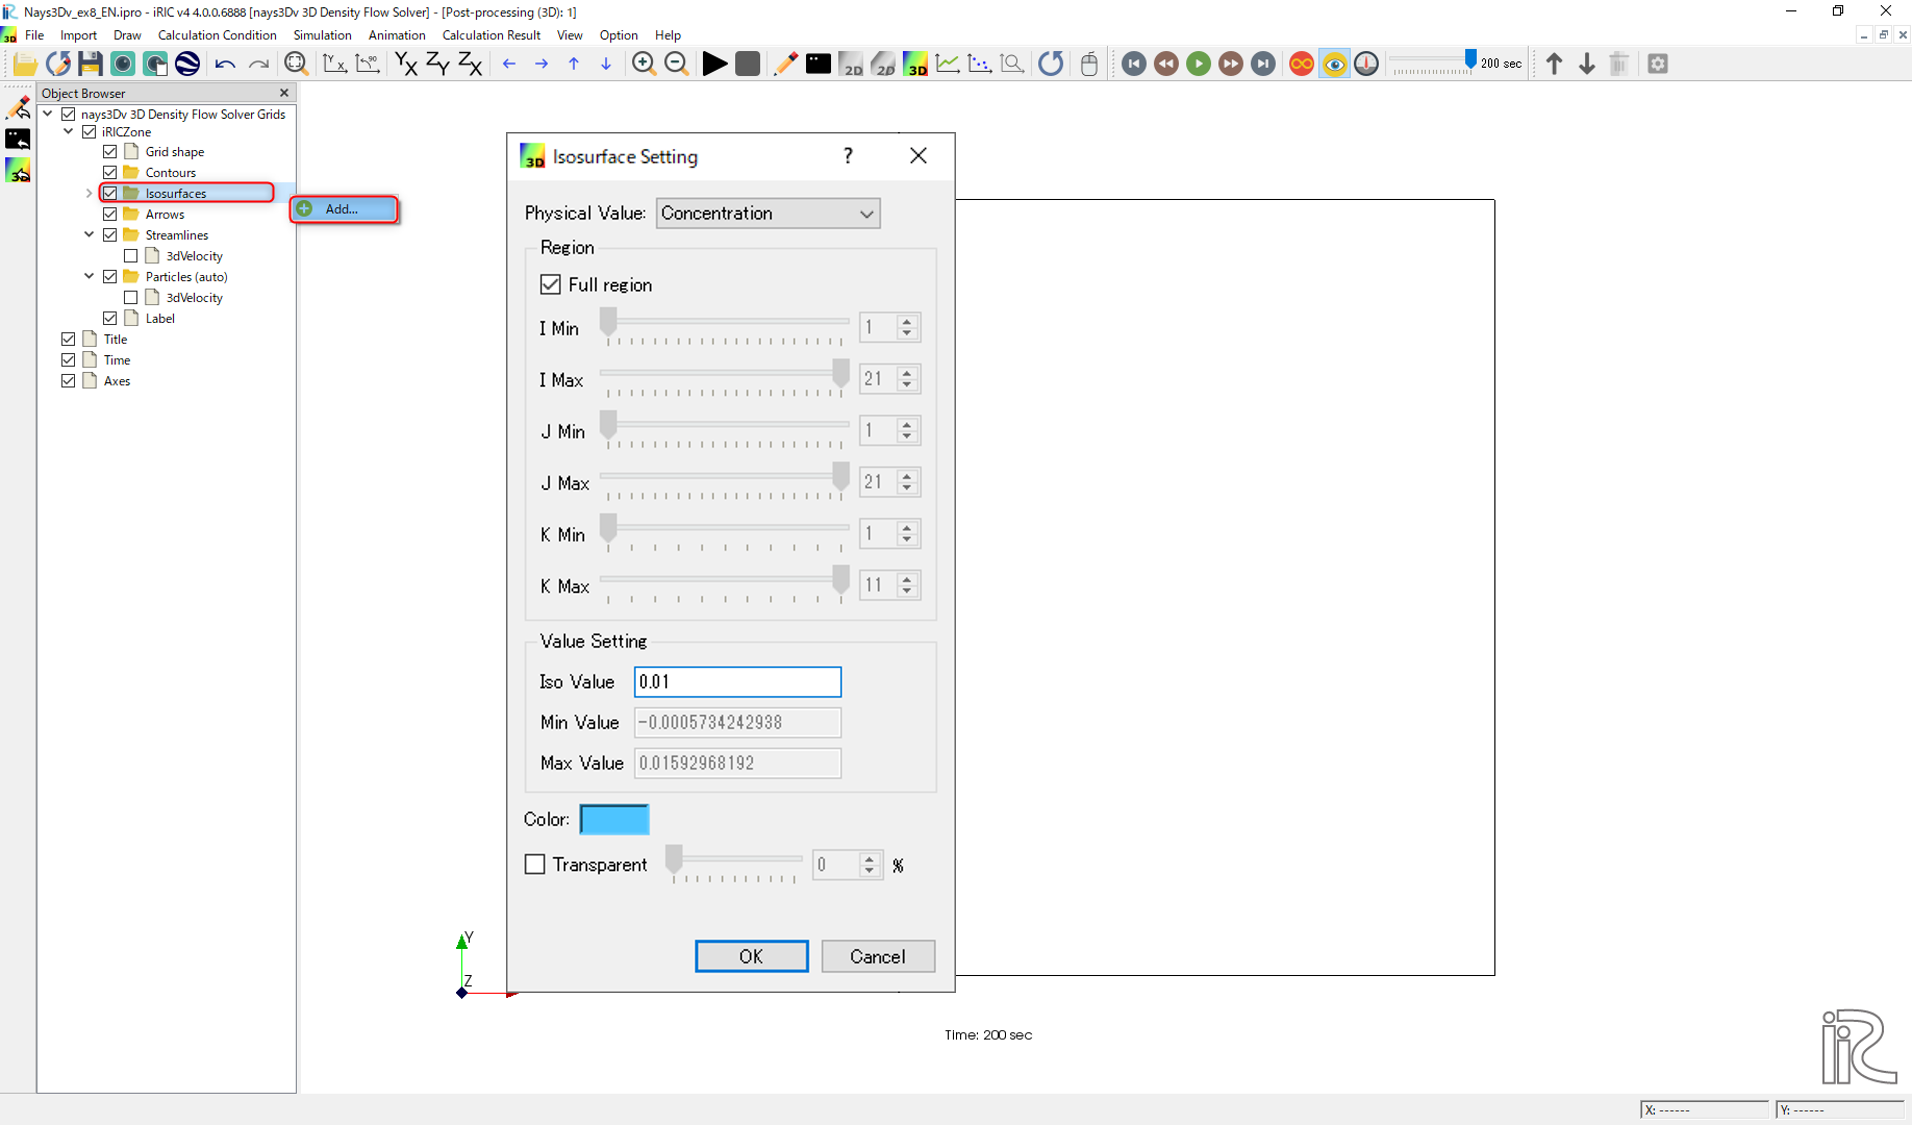 Nays3Dv_ex8_EN.ipro - iRIC v4 4.0.0.6888 [nays3Dv 3D Density Flow Solver] - [Post-processing (3D): 1]
File Import Draw Calculation Condition Simulation Animation Calculation Result View Option Help
200 sec
Object Browser
nays3Dv 3D Density Flow Solver Grids
iRICZone
Grid shape
Contours
Isosurfaces
Add...
Arrows
Streamlines
3dVelocity
Particles (auto)
3dVelocity
Label
Title
Time
Axes
3D Isosurface Setting ?
Physical Value: Concentration
Region
Full region
I Min 1
I Max 21
J Min 1
J Max 21
K Min 1
K Max 11
Value Setting
Iso Value 0.01
Min Value -0.0005734242938
Max Value 0.01592968192
Color:
Transparent 0 %
OK Cancel
Y
Z
Time: 200 sec
iRIC
X: ------ Y: ------